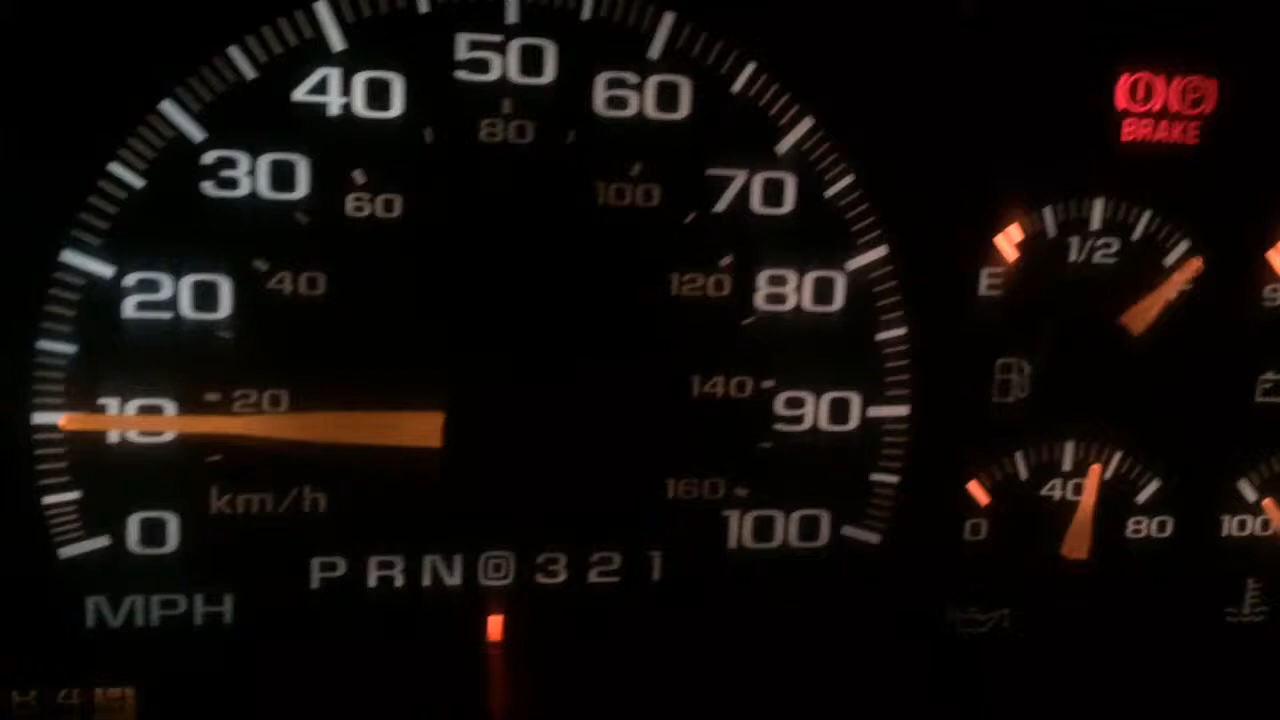 50
40 60
80
BRAKE
30 70
60 100
1/2
20 40 120 80 E F
10 20 140 90
km/h 160 40
0 100 0 80 100
P R N D 3 2 1
MPH